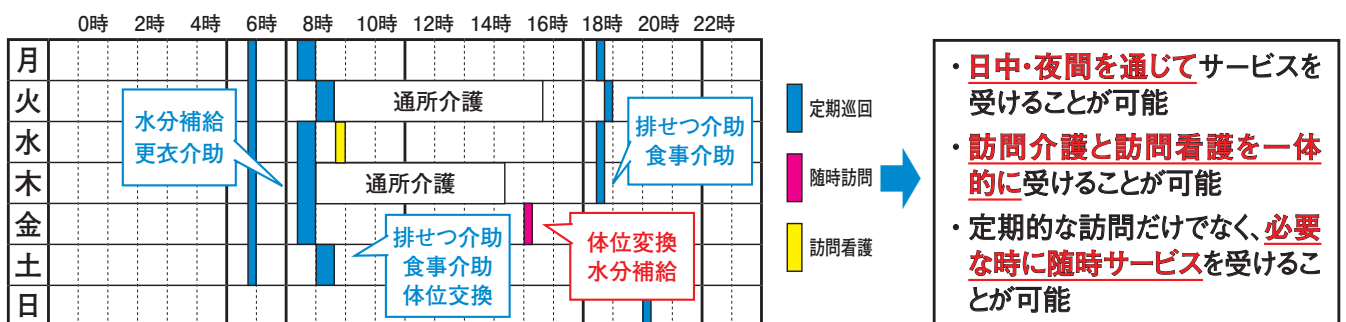 0時 2時 4時 6時 8時 10時 12時 14時 16時 18時 20時 22時
月
火
水
木
金
土
日
通所介護
通所介護
水分補給
更衣介助
排せつ介助
食事介助
排せつ介助
食事介助
体位交換
体位変換
水分補給
定期巡回
随時訪問
訪問看護
・日中・夜間を通じてサービスを
受けることが可能
・訪問介護と訪問看護を一体
的に受けることが可能
・定期的な訪問だけでなく、必要
な時に随時サービスを受けるこ
とが可能